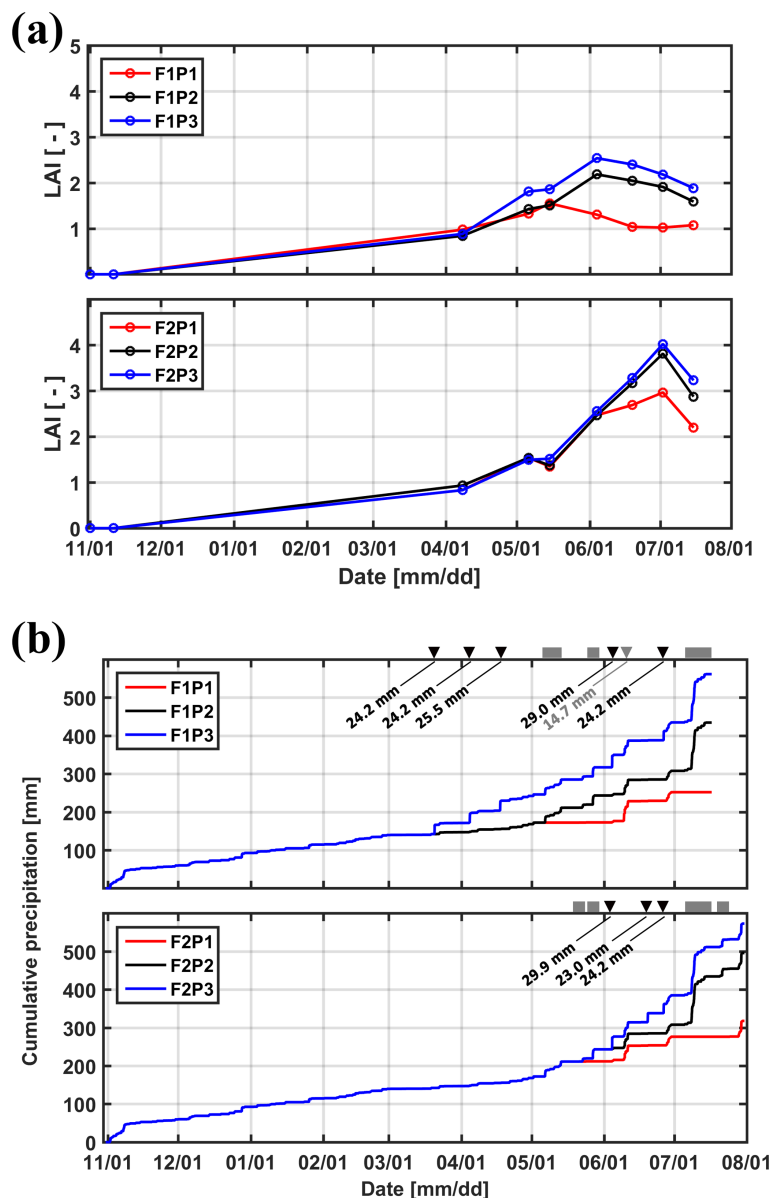 (a)
5
4
3
2
1
LAI [ - ]
F1P1
F1P2
F1P3
4
3
2
1
0
LAI [ - ]
F2P1
F2P2
F2P3
11/01 12/01 01/01 02/01 03/01 04/01 05/01 06/01 07/01 08/01
Date [mm/dd]
(b)
24.2 mm
24.2 mm
25.5 mm
29.0 mm
14.7 mm
24.2 mm
F1P1
F1P2
F1P3
500
400
300
200
100
Cumulative precipitation [mm]
29.9 mm
23.0 mm
24.2 mm
F2P1
F2P2
F2P3
500
400
300
200
100
0
11/01 12/01 01/01 02/01 03/01 04/01 05/01 06/01 07/01 08/01
Date [mm/dd]